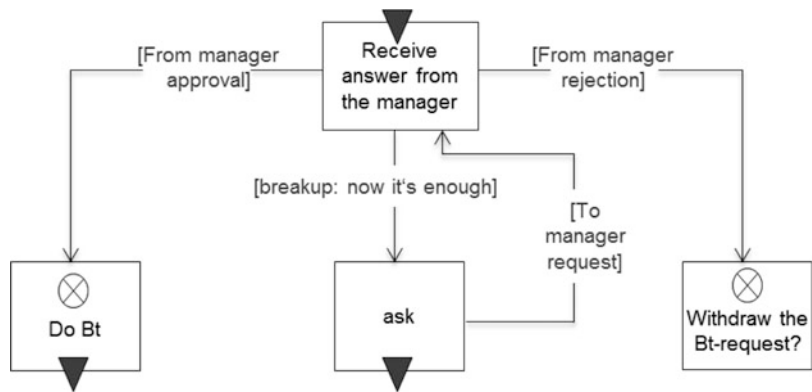 Receive
answer from
the manager
[From manager
approval]
[From manager
rejection]
[breakup: now it‘s enough]
[To
manager
request]
Do Bt
ask
Withdraw the
Bt-request?